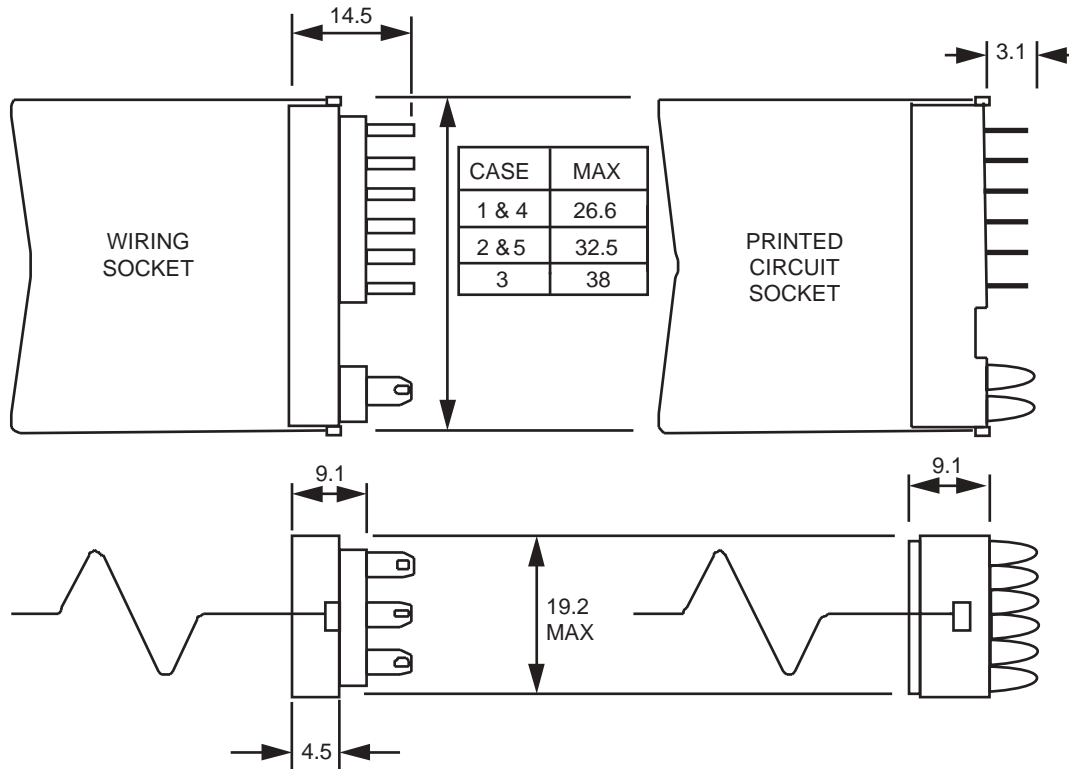 14.5
3.1
CASE MAX
1 & 4 26.6
2 & 5 32.5
3 38
WIRING
SOCKET
PRINTED
CIRCUIT
SOCKET
9.1
9.1
19.2
MAX
4.5